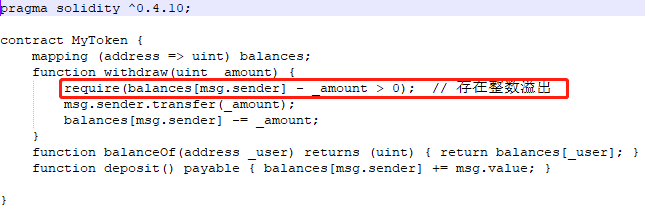 pragma solidity ^0.4.10;
contract MyToken {
mapping (address => uint) balances;
function withdraw(uint _amount) {
require(balances[msg.sender] - _amount > 0);  // 存在整数溢出
msg.sender.transfer(_amount);
balances[msg.sender] -= _amount;
}
function balanceOf(address _user) returns (uint) { return balances[_user]; }
function deposit() payable { balances[msg.sender] += msg.value; }
}